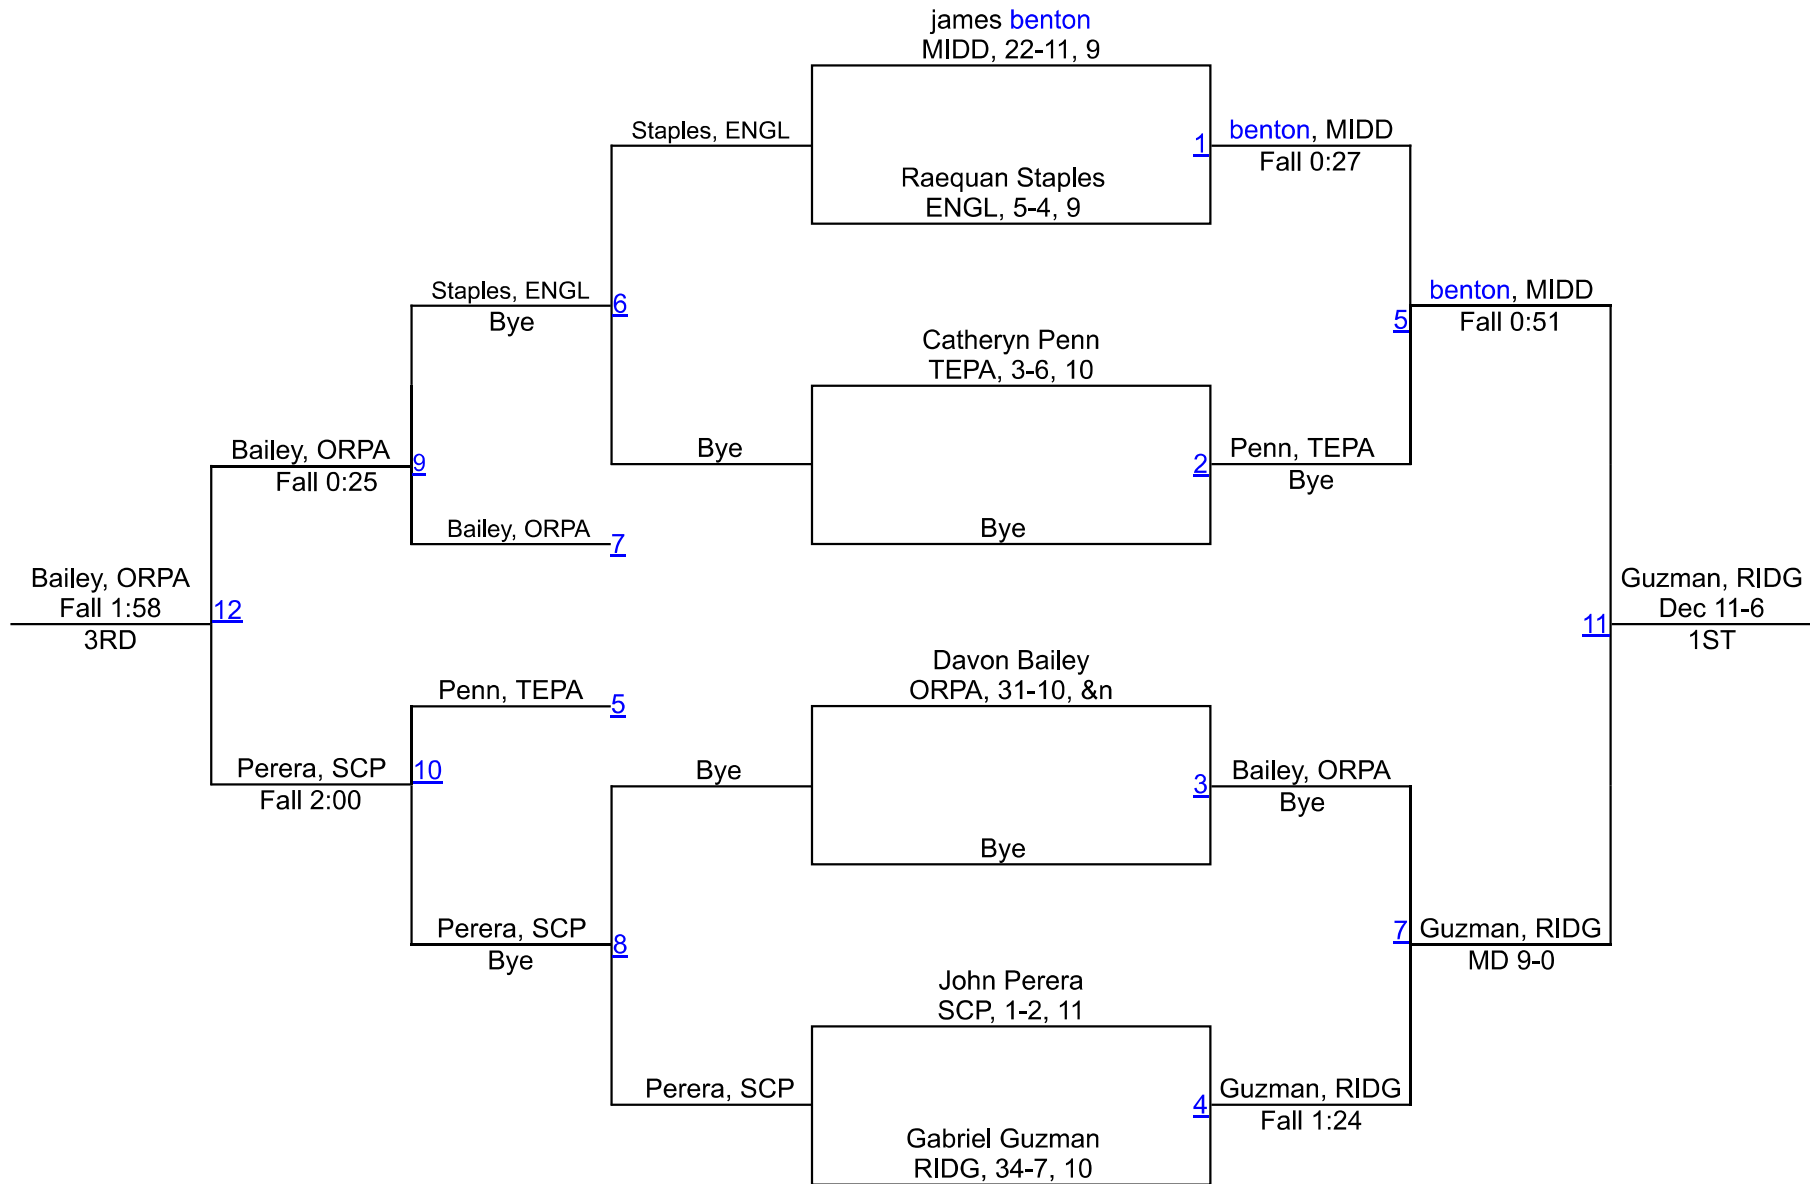 james benton
MIDD, 22-11, 9
Staples, ENGL
1
benton, MIDD
Fall 0:27
Raequan Staples
ENGL, 5-4, 9
Staples, ENGL
Bye
6
benton, MIDD
Fall 0:51
5
Catheryn Penn
TEPA, 3-6, 10
Bye
2
Penn, TEPA
Bye
Bailey, ORPA
Fall 0:25
9
Bye
Bailey, ORPA
7
Bailey, ORPA
Fall 1:58
3RD
12
Guzman, RIDG
Dec 11-6
1ST
11
Davon Bailey
ORPA, 31-10, &n
Penn, TEPA
5
Perera, SCP
Fall 2:00
10
Bye
3
Bailey, ORPA
Bye
Bye
Perera, SCP
Bye
8
7
Guzman, RIDG
MD 9-0
John Perera
SCP, 1-2, 11
Perera, SCP
4
Guzman, RIDG
Fall 1:24
Gabriel Guzman
RIDG, 34-7, 10